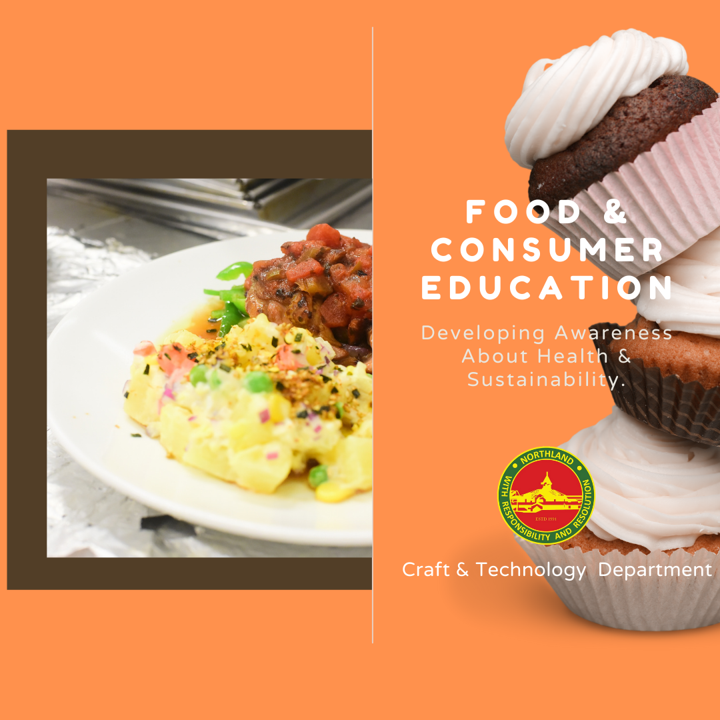 FOOD &
CONSUMER
EDUCATION
Developing Awareness
About Health &
Sustainability.
NORTHLAND
WITH RESPONSIBILITY AND RESOLUTION
Craft & Technology Department